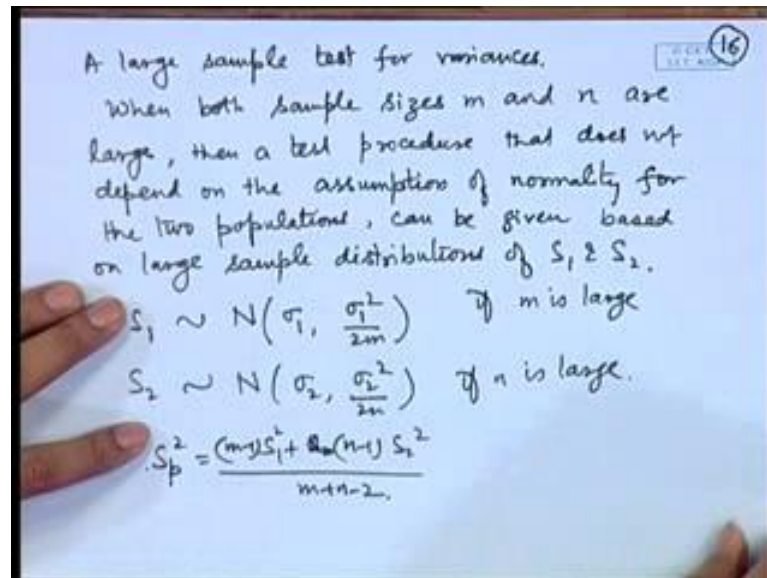 16
A large sample test for variances.
When both sample sizes m and n are
large, then a test procedure that does not
depend on the assumption of normality for
the two populations, can be given based
on large sample distributions of S₁ & S₂.
S₁ ~ N(σ₁, σ₁²/2m) if m is large
S₂ ~ N(σ₂, σ₂²/2n) if n is large.
Sp² = ((m-1)S₁² + (n-1) S₂²)/(m+n-2).